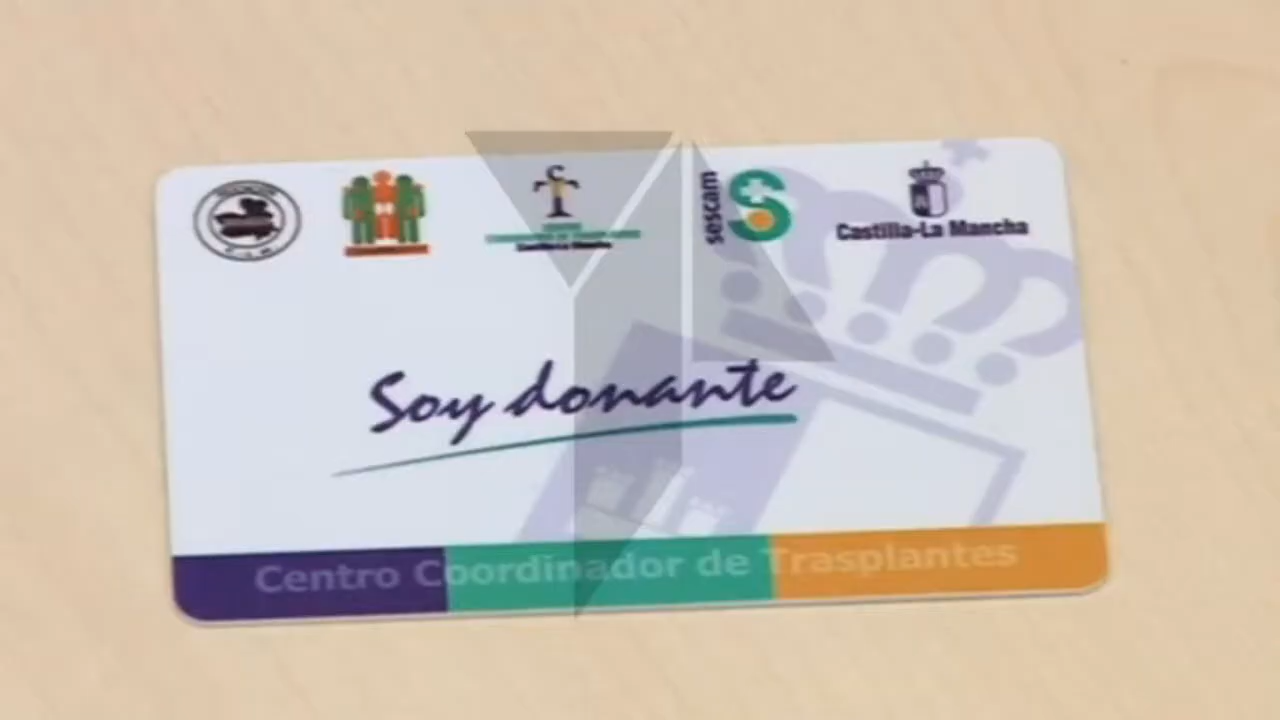 sescam
Castilla-La Mancha
Soy donante
Centro Coordinador de Trasplantes